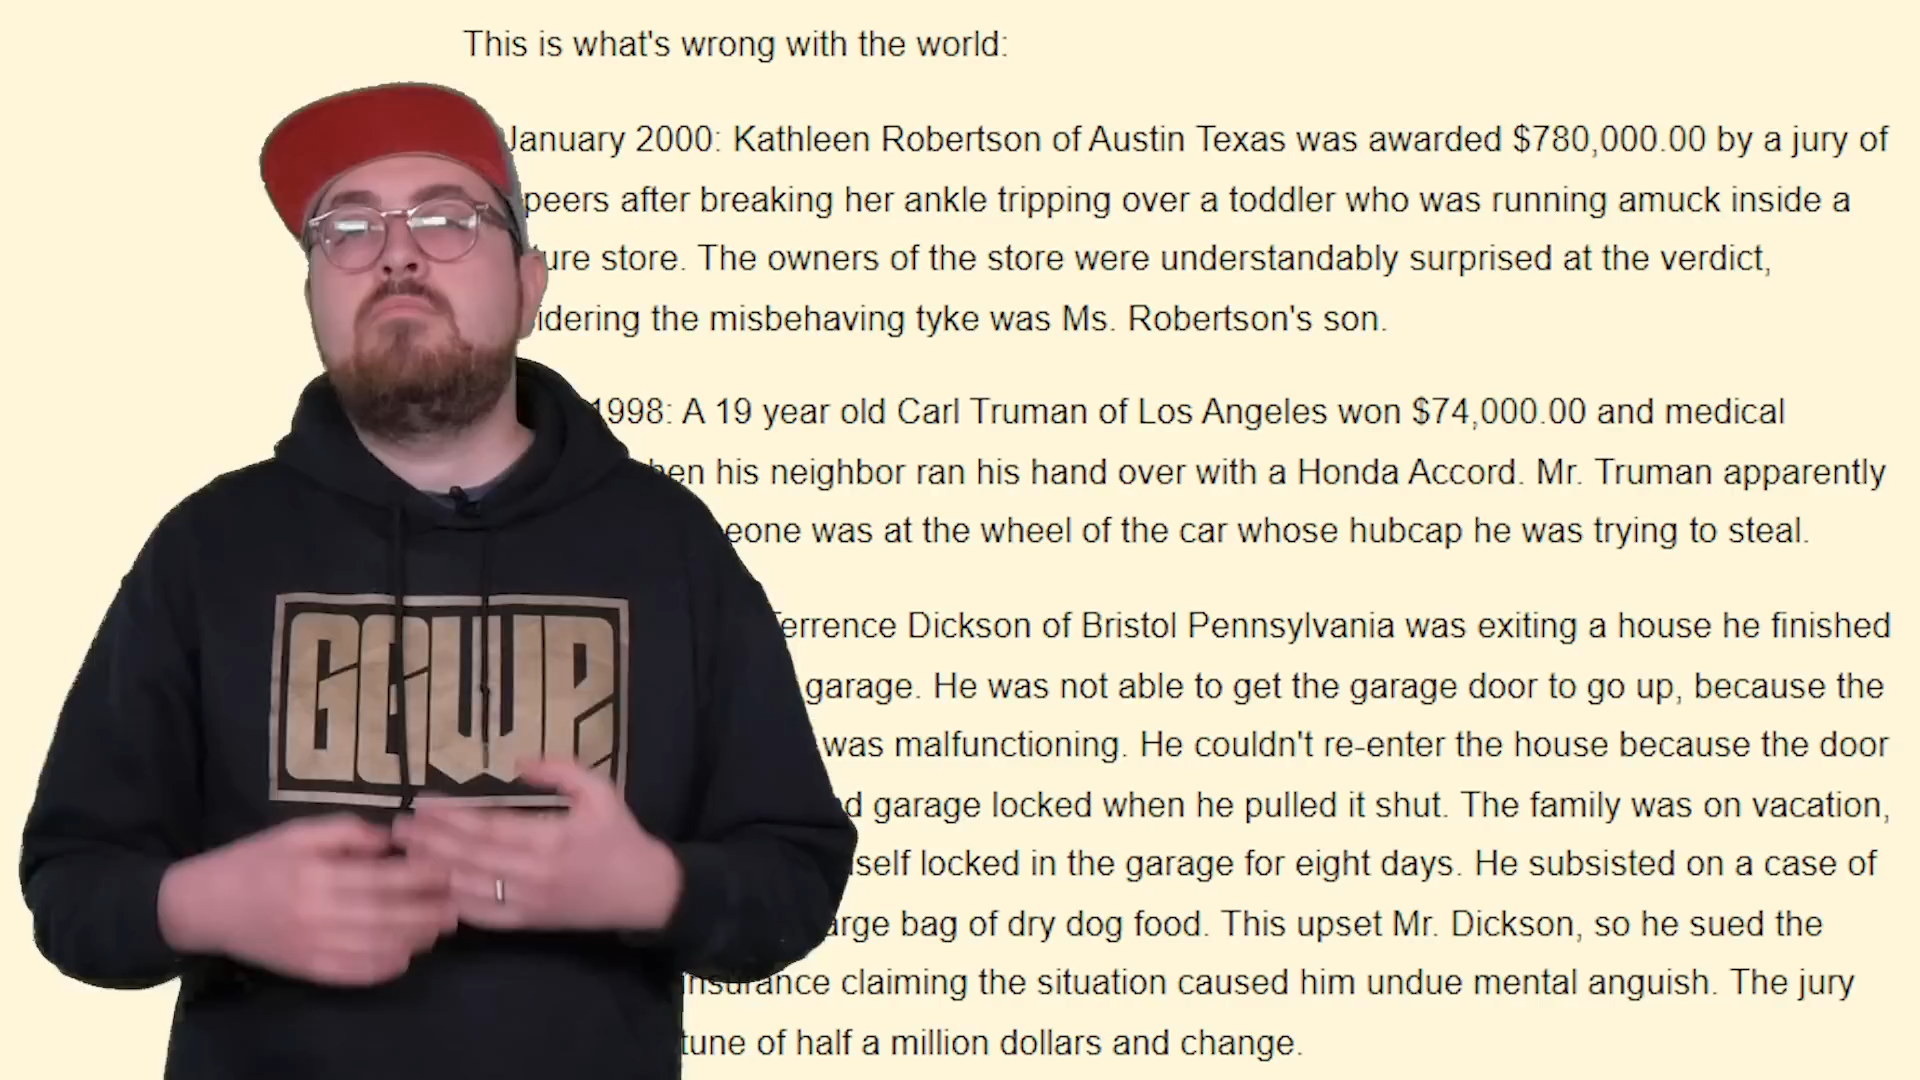 This is what's wrong with the world:
January 2000: Kathleen Robertson of Austin Texas was awarded $780,000.00 by a jury of
peers after breaking her ankle tripping over a toddler who was running amuck inside a
ure store. The owners of the store were understandably surprised at the verdict,
idering the misbehaving tyke was Ms. Robertson's son.
1998: A 19 year old Carl Truman of Los Angeles won $74,000.00 and medical
en his neighbor ran his hand over with a Honda Accord. Mr. Truman apparently
eone was at the wheel of the car whose hubcap he was trying to steal.
Terrence Dickson of Bristol Pennsylvania was exiting a house he finished
garage. He was not able to get the garage door to go up, because the
was malfunctioning. He couldn't re-enter the house because the door
d garage locked when he pulled it shut. The family was on vacation,
self locked in the garage for eight days. He subsisted on a case of
arge bag of dry dog food. This upset Mr. Dickson, so he sued the
insurance claiming the situation caused him undue mental anguish. The jury
tune of half a million dollars and change.